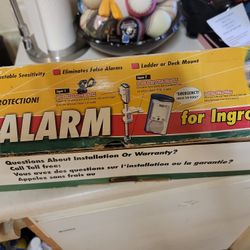 stable Sensitivity
Eliminates False Alarms
Ladder or Deck Mount
PROTECTION!
ALARM
for Ingro
Questions About Installation Or Warranty?
Call Toll free:
Vous avez des questions sur l'installation ou la garantie?
Appelez sans frais au